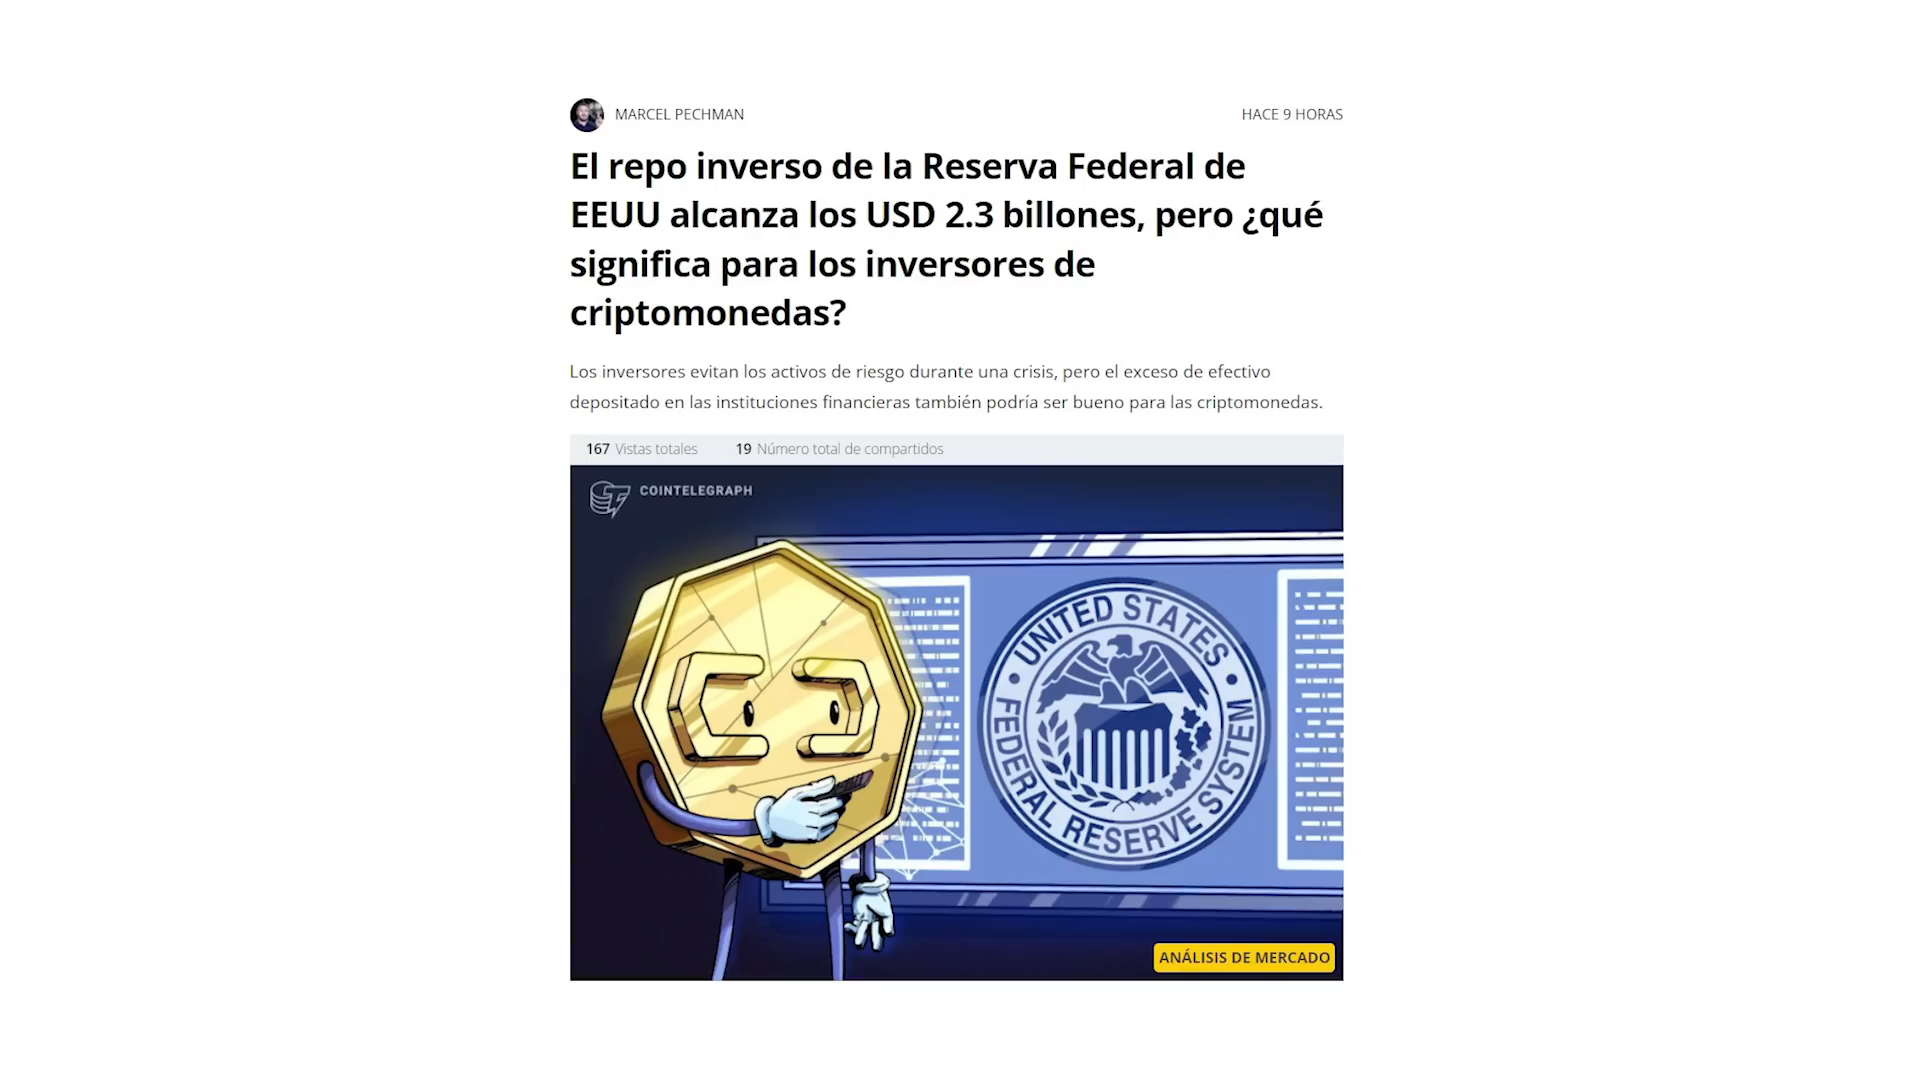 MARCEL PECHMAN
HACE 9 HORAS
El repo inverso de la Reserva Federal de
EEUU alcanza los USD 2.3 billones, pero ¿qué
significa para los inversores de
criptomonedas?
Los inversores evitan los activos de riesgo durante una crisis, pero el exceso de efectivo
depositado en las instituciones financieras también podría ser bueno para las criptomonedas.
167 Vistas totales
19 Número total de compartidos
COINTELEGRAPH
UNITED STATES
FEDERAL RESERVE SYSTEM
ANÁLISIS DE MERCADO